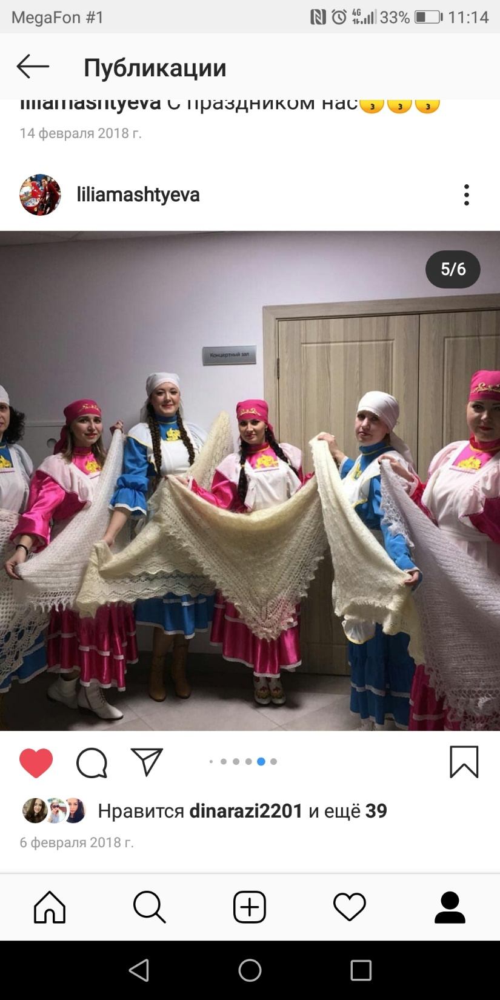 MegaFon #1 4G 33% 11:14
Публикации
liliamashtyeva С праздником нас
14 февраля 2018 г.
liliamashtyeva
5/6
Концертный зал
Нравится dinarazi2201 и ещё 39
6 февраля 2018 г.